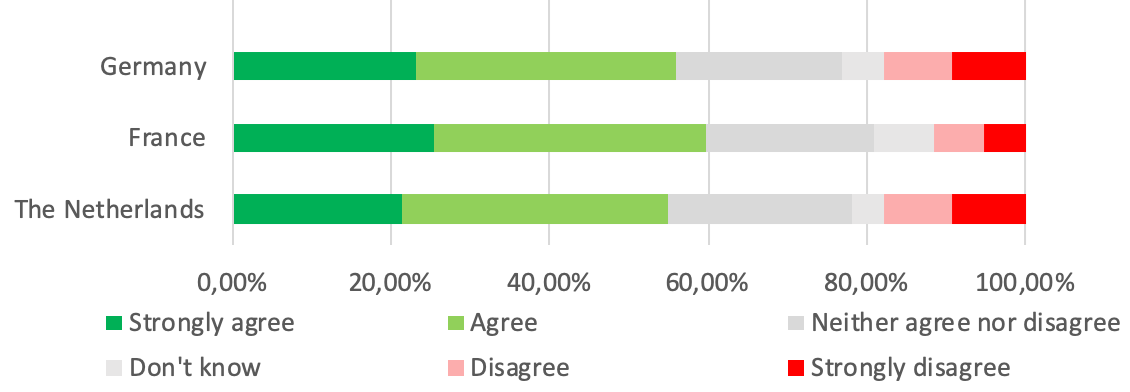 Germany
France
The Netherlands
0,00% 20,00% 40,00% 60,00% 80,00% 100,00%
Strongly agree Agree Neither agree nor disagree
Don't know Disagree Strongly disagree